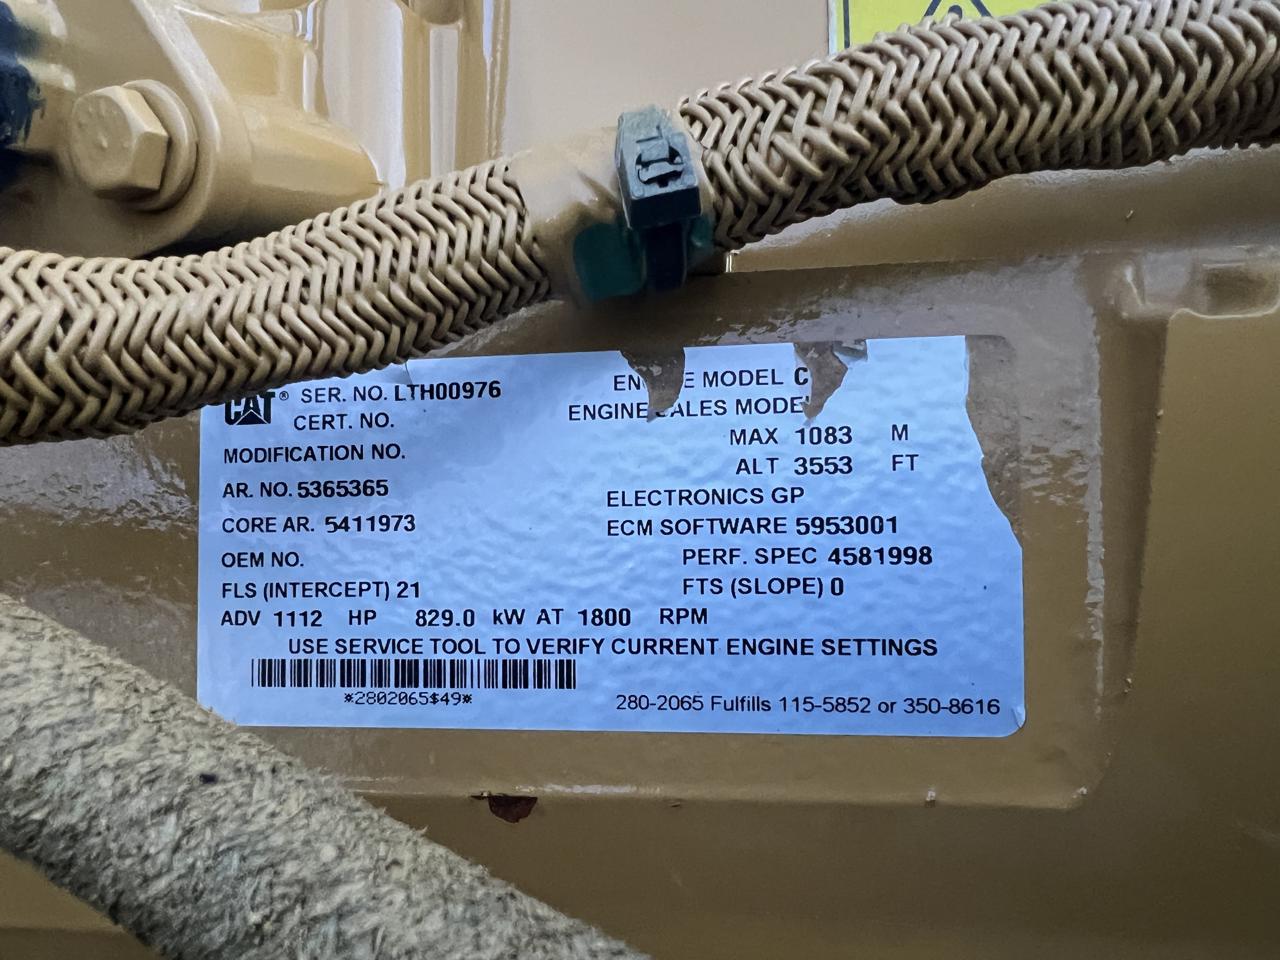 CAT® SER. NO. LTH00976
CERT. NO.
MODIFICATION NO.
AR. NO. 5365365
CORE AR. 5411973
OEM NO.
FLS (INTERCEPT) 21
ADV 1112 HP 829.0 kW AT 1800 RPM
EN E MODEL C
ENGINE ALES MODE
MAX 1083 M
ALT 3553 FT
ELECTRONICS GP
ECM SOFTWARE 5953001
PERF. SPEC 4581998
FTS (SLOPE) 0
USE SERVICE TOOL TO VERIFY CURRENT ENGINE SETTINGS
*2802065$49*
280-2065 Fulfills 115-5852 or 350-8616